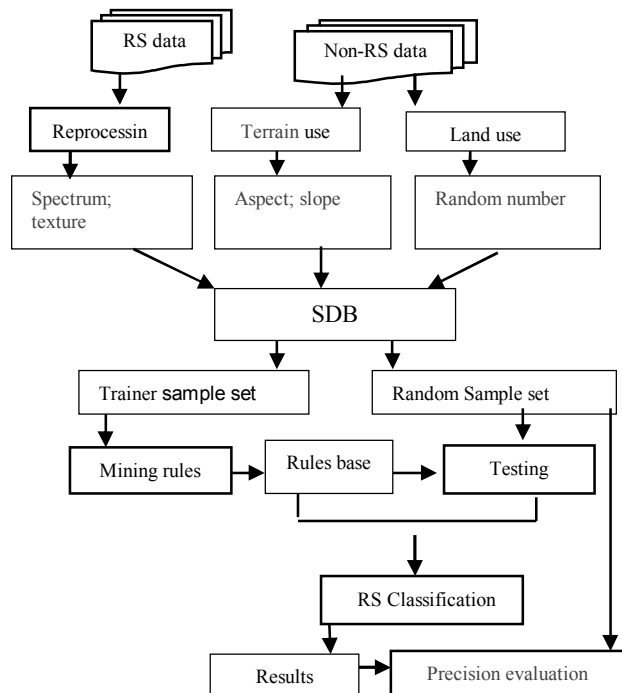 RS data
Non-RS data
Reprocessin
Terrain use
Land use
Spectrum;
texture
Aspect; slope
Random number
SDB
Trainer sample set
Random Sample set
Mining rules
Rules base
Testing
RS Classification
Results
Precision evaluation